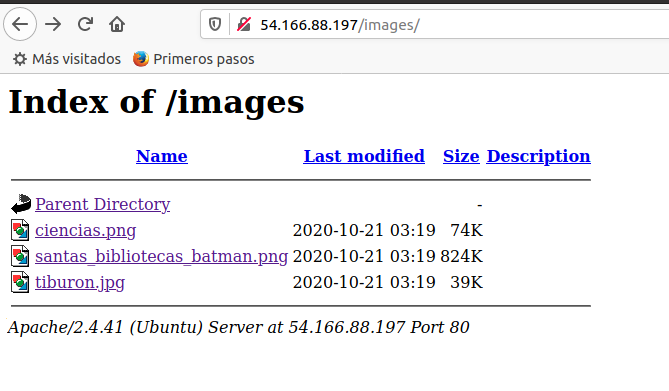 54.166.88.197/images/
Más visitados Primeros pasos
Index of /images
Name Last modified Size Description
Parent Directory -
ciencias.png 2020-10-21 03:19 74K
santas_bibliotecas_batman.png 2020-10-21 03:19 824K
tiburon.jpg 2020-10-21 03:19 39K
Apache/2.4.41 (Ubuntu) Server at 54.166.88.197 Port 80